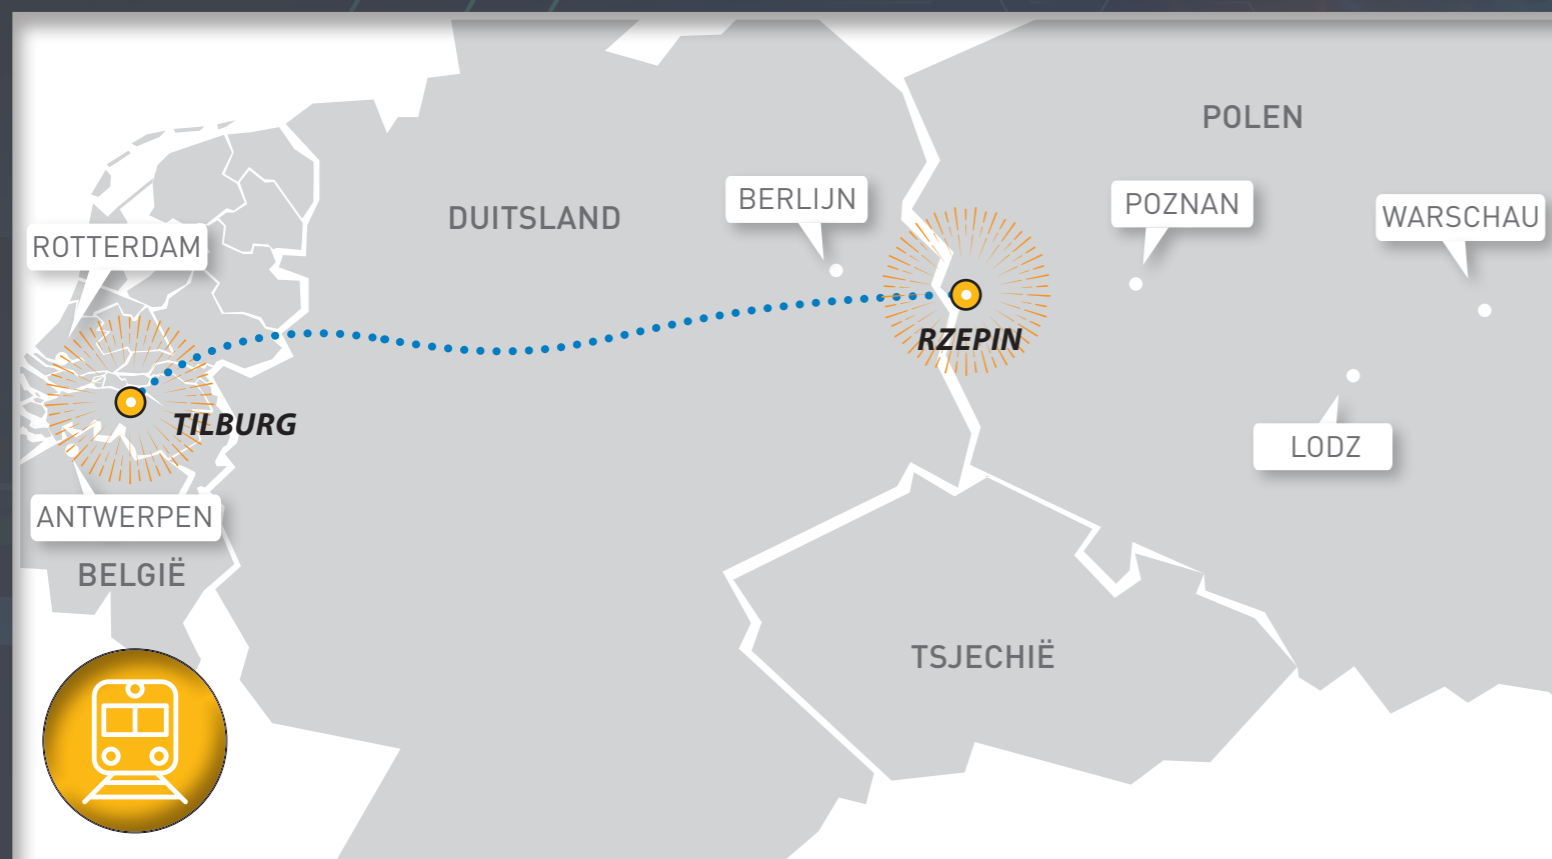 POLEN
BERLIJN
POZNAN
WARSCHAU
DUITSLAND
ROTTERDAM
RZEPIN
TILBURG
LODZ
ANTWERPEN
BELGIË
TSJECHIË